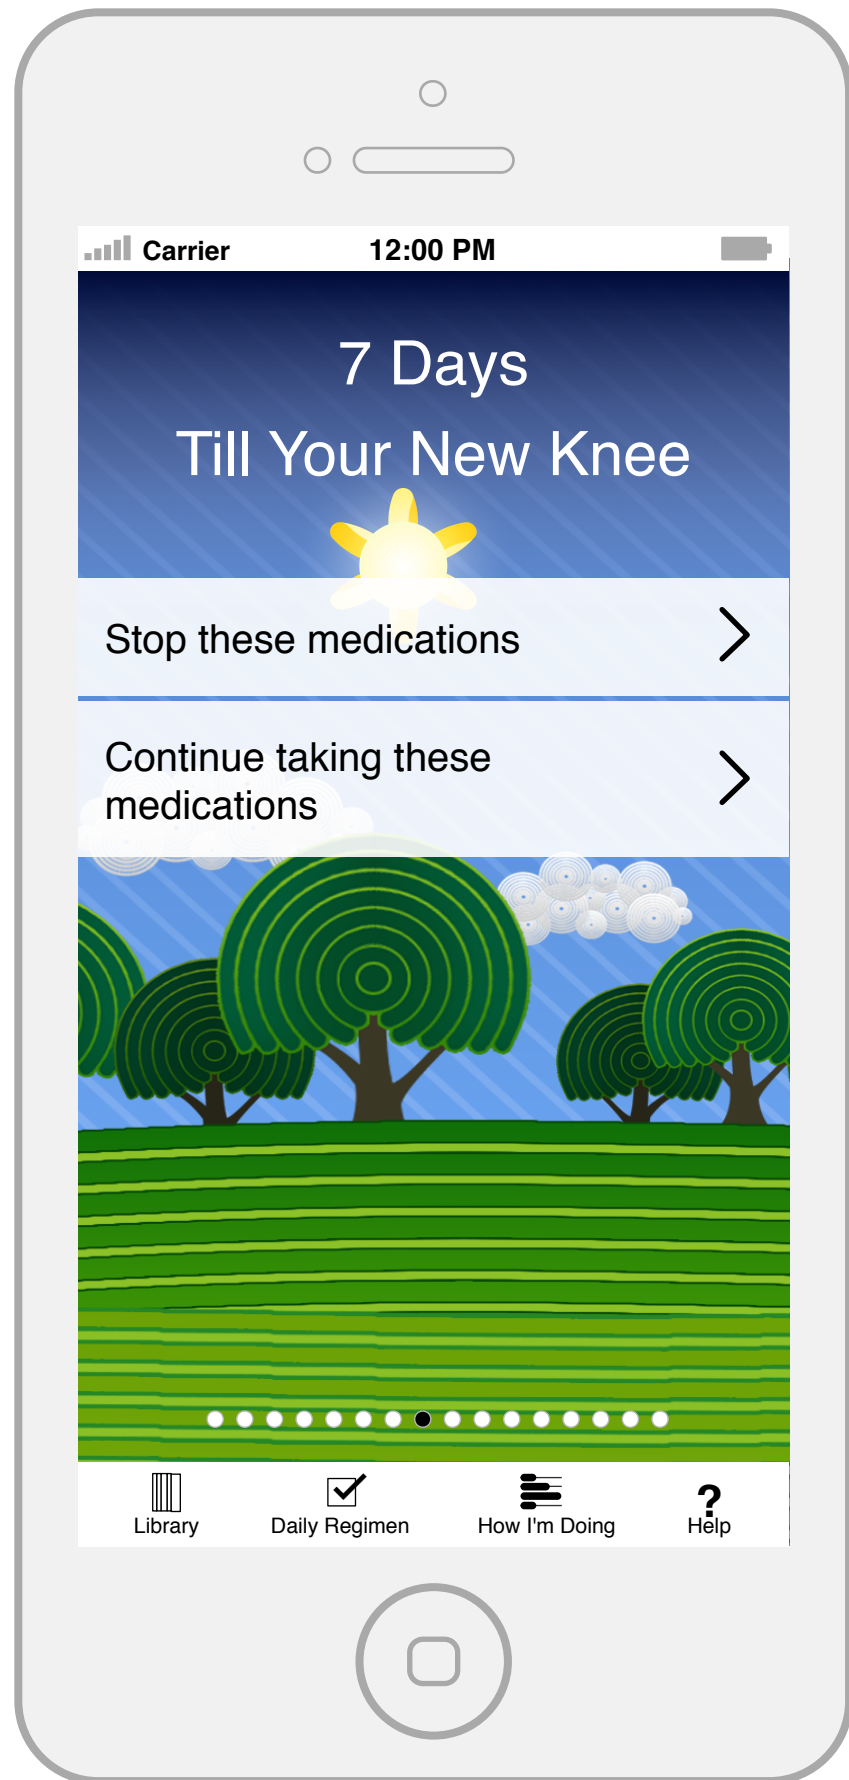 Carrier 12:00 PM
7 Days
Till Your New Knee
Stop these medications
Continue taking these
medications
Library Daily Regimen How I'm Doing ? Help